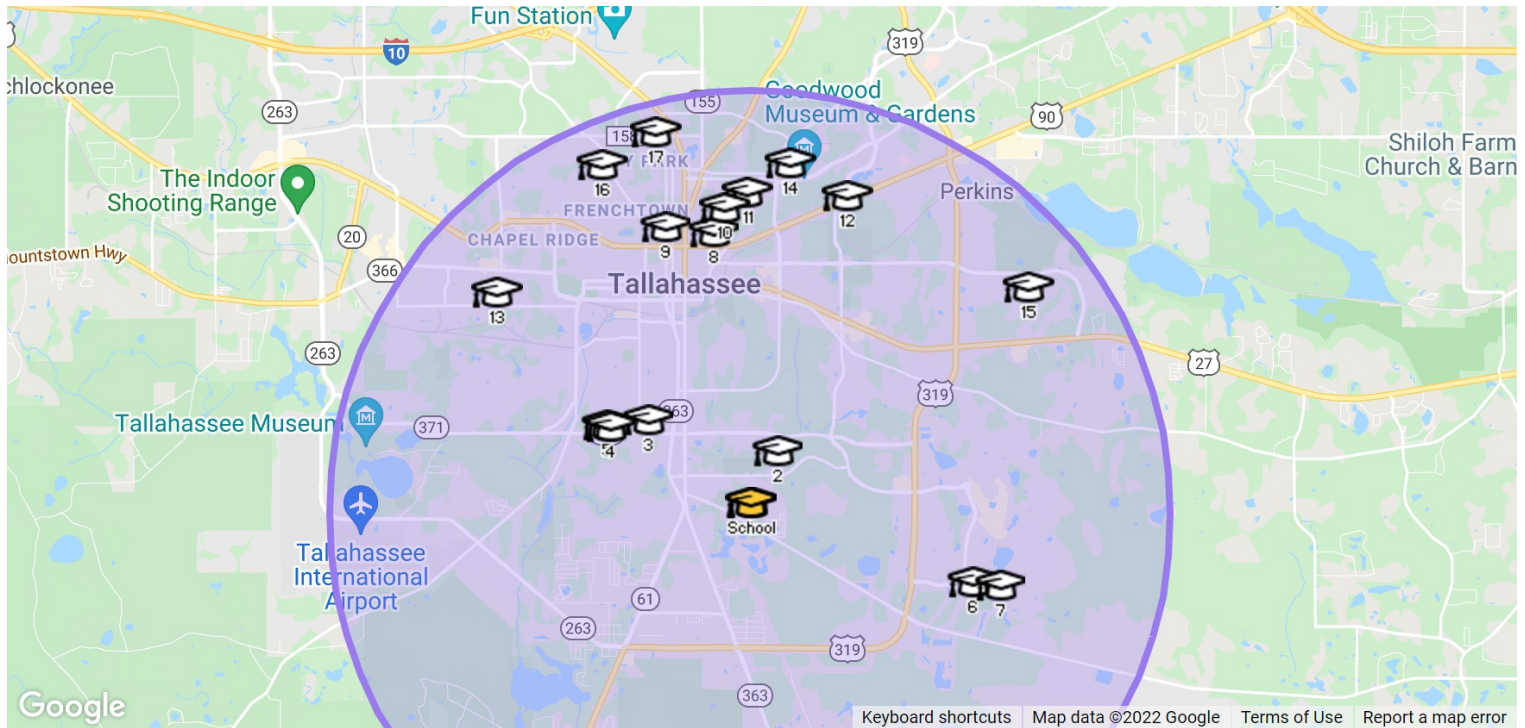 Fun Station
10
319
chlockonee
155
Goodwood
Museum & Gardens
263
90
158
17
Y PARK
Shiloh Farm
Church & Barn
The Indoor
Shooting Range
16
14
Perkins
FRENCHTOWN
11
12
20
CHAPEL RIDGE
9
10
8
ountstown Hwy
366
Tallahassee
13
15
263
27
319
Tallahassee Museum
371
363
3
4
2
School
Tallahassee
International
Airport
61
6
7
263
319
363
Google
Keyboard shortcuts
Map data ©2022 Google
Terms of Use
Report a map error